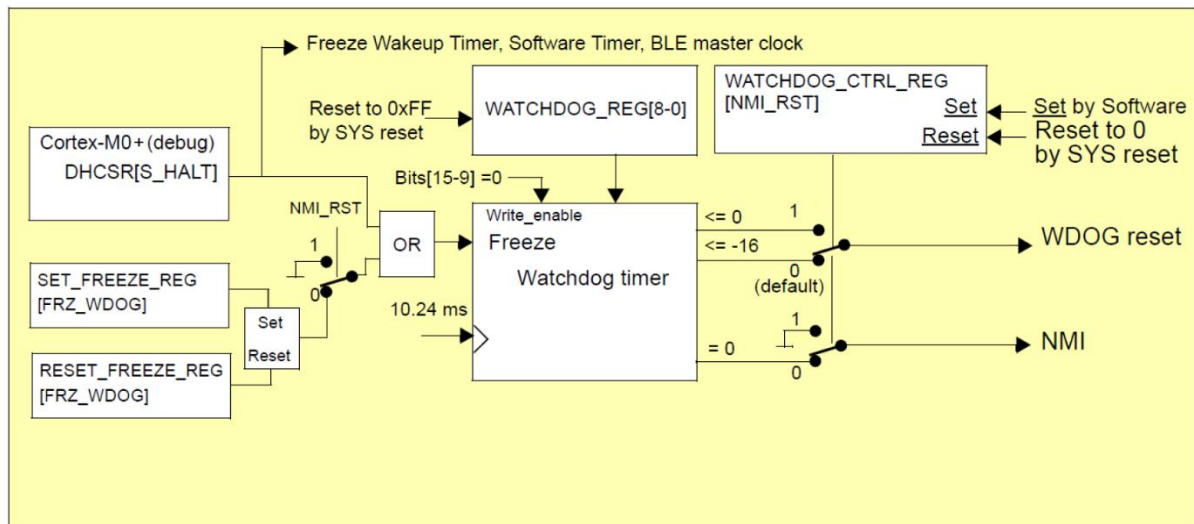 Freeze Wakeup Timer, Software Timer, BLE master clock
Reset to 0xFF
by SYS reset
WATCHDOG_REG[8-0]
WATCHDOG_CTRL_REG
[NMI_RST]
Set
Reset
Set by Software
Reset to 0
by SYS reset
Cortex-M0+(debug)
DHCSR[S_HALT]
Bits[15-9] =0
NMI_RST
1
0
OR
Write_enable
Freeze
Watchdog timer
<= 0
<= -16
1
0
(default)
WDOG reset
SET_FREEZE_REG
[FRZ_WDOG]
Set
Reset
10.24 ms
RESET_FREEZE_REG
[FRZ_WDOG]
= 0
1
0
NMI